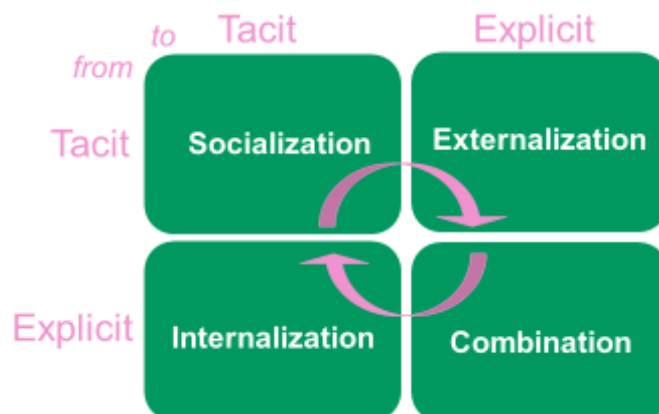 to Tacit Explicit
from
Tacit Socialization Externalization
Explicit Internalization Combination